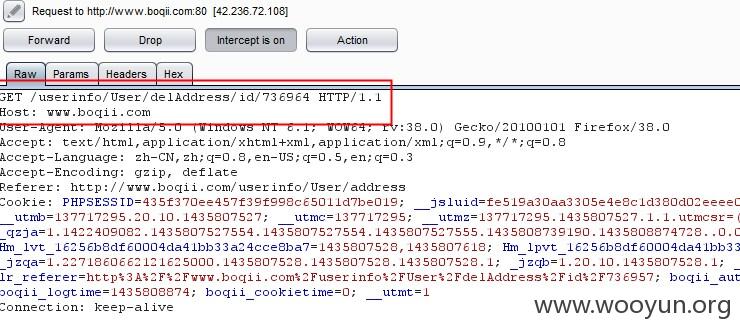 Request to http://www.boqii.com:80 [42.236.72.108]
Forward Drop Intercept is on Action
Raw Params Headers Hex
GET /userinfo/User/delAddress/id/736964 HTTP/1.1
Host: www.boqii.com
User-Agent: Mozilla/5.0 (Windows NT 6.1; WOW64; rv:38.0) Gecko/20100101 Firefox/38.0
Accept: text/html,application/xhtml+xml,application/xml;q=0.9,*/*;q=0.8
Accept-Language: zh-CN,zh;q=0.8,en-US;q=0.5,en;q=0.3
Accept-Encoding: gzip, deflate
Referer: http://www.boqii.com/userinfo/User/address
Cookie: PHPSESSID=435f370ee457f39f998c65011d7be019; __jsluid=fe519a30aa3305e4e8c1d380d02eeee0
__utmb=137717295.20.10.1435807527; __utmc=137717295; __utmz=137717295.1435807527.1.1.utmcsr=(
_qzja=1.1422409082.1435807527554.1435807527554.1435807527555.1435808739190.1435808874728..0.0
Hm_lvt_16256b8df60004da41bb33a24cce8ba7=1435807528,1435807618; Hm_lpvt_16256b8df60004da41bb33
_jzqa=1.2271860662121625000.1435807528.1435807528.1435807528.1; _jzqb=1.20.10.1435807528.1;
lr_referer=http%3A%2F%2Fwww.boqii.com%2Fuserinfo%2FUser%2FdelAddress%2Fid%2F736957; boqii_aut
boqii_logtime=1435808874; boqii_cookietime=0; __utmt=1
Connection: keep-alive
www.wooyun.org